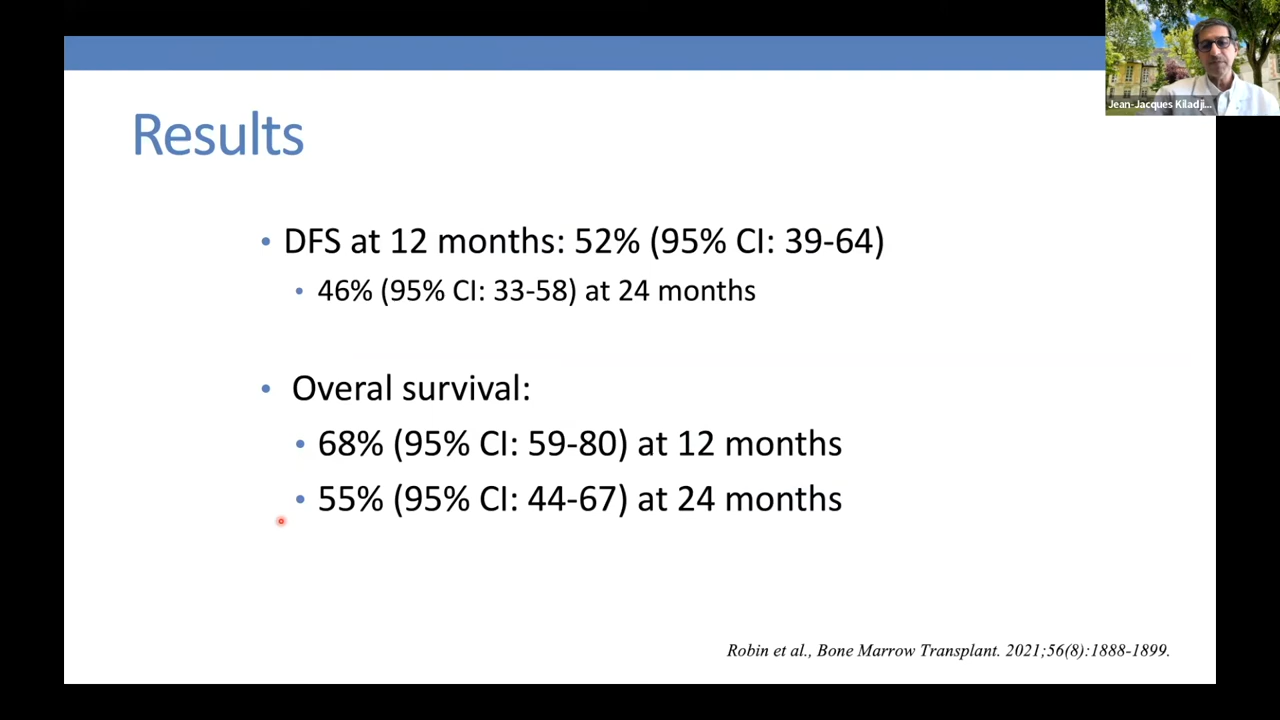 Jean-Jacques Kiladji...
Results
• DFS at 12 months: 52% (95% CI: 39-64)
• 46% (95% CI: 33-58) at 24 months
• Overal survival:
• 68% (95% CI: 59-80) at 12 months
• 55% (95% CI: 44-67) at 24 months
Robin et al., Bone Marrow Transplant. 2021;56(8):1888-1899.